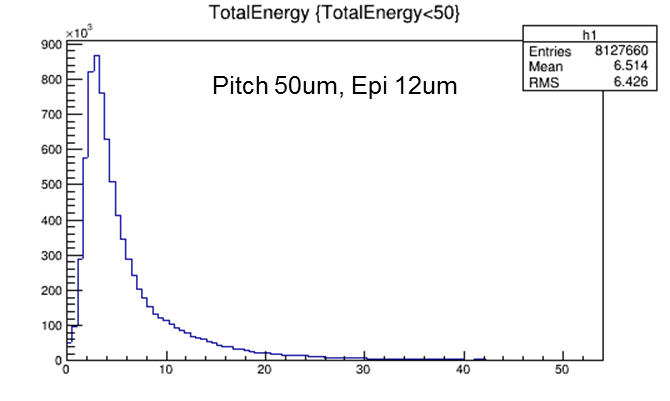 TotalEnergy {TotalEnergy<50}
×10³
h1
Entries 8127660
Mean 6.514
RMS 6.426
Pitch 50um, Epi 12um
900
800
700
600
500
400
300
200
100
0
0 10 20 30 40 50